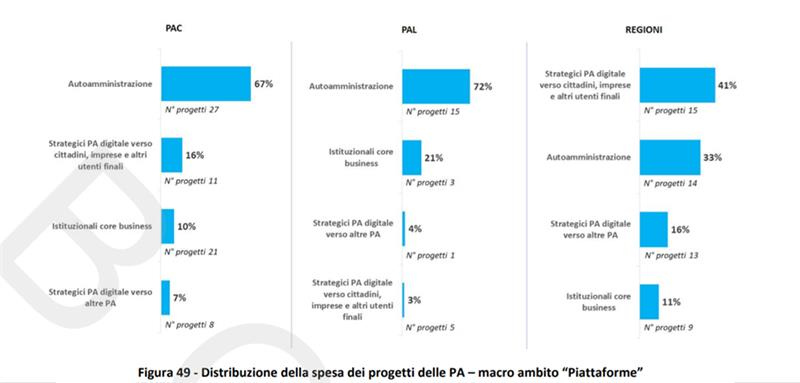 PAC
Autoamministrazione
67%
N° progetti 27
Strategici PA digitale verso
cittadini, imprese e altri
utenti finali
16%
N° progetti 11
Istituzionali core business
10%
N° progetti 21
Strategici PA digitale verso
altre PA
7%
N° progetti 8
PAL
Autoamministrazione
72%
N° progetti 15
Istituzionali core
business
21%
N° progetti 3
Strategici PA digitale
verso altre PA
4%
N° progetti 1
Strategici PA digitale
verso cittadini,
imprese e altri utenti
finali
3%
N° progetti 5
REGIONI
Strategici PA digitale
verso cittadini, imprese
e altri utenti finali
41%
N° progetti 15
Autoamministrazione
33%
N° progetti 14
Strategici PA digitale
verso altre PA
16%
N° progetti 13
Istituzionali core
business
11%
N° progetti 9
Figura 49 - Distribuzione della spesa dei progetti delle PA – macro ambito “Piattaforme”